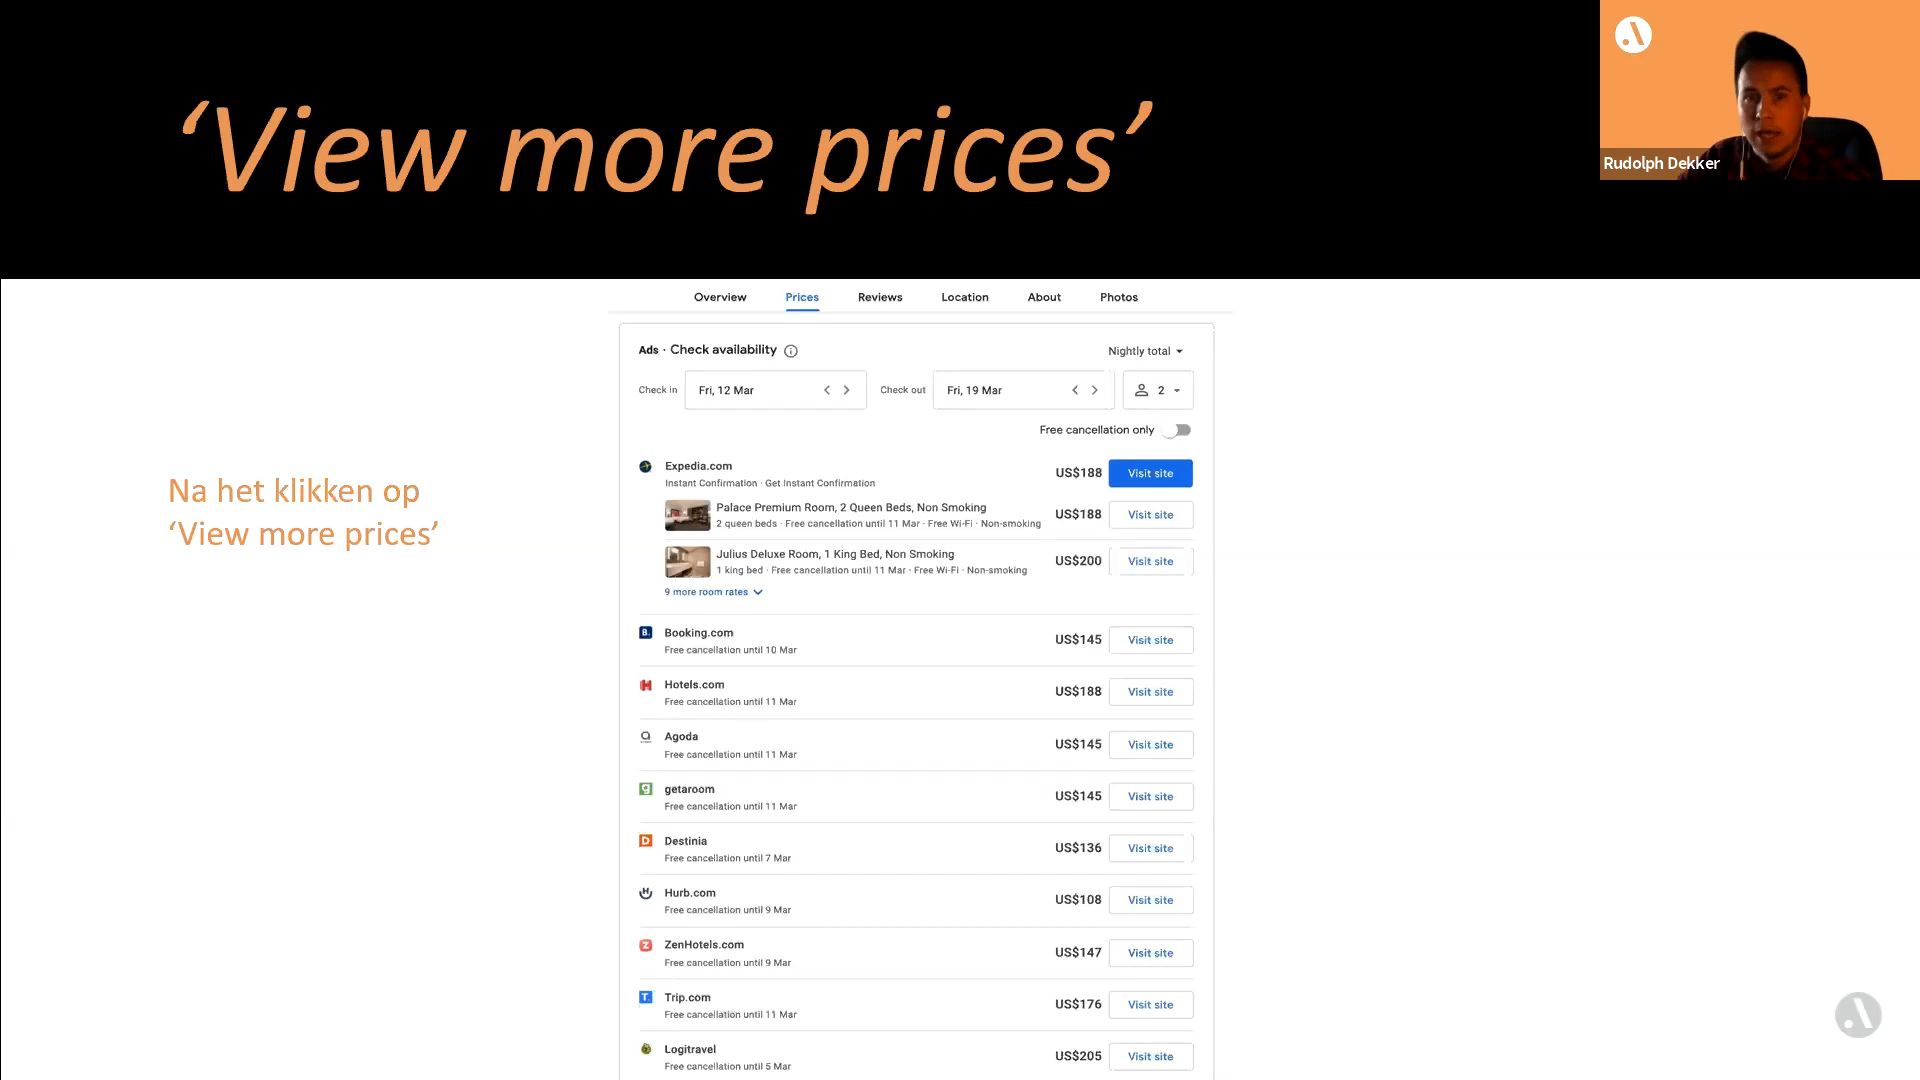 ‘View more prices’
Rudolph Dekker
Overview Prices Reviews Location About Photos
Ads · Check availability
Nightly total
Check in Fri, 12 Mar Check out Fri, 19 Mar 2
Free cancellation only
Na het klikken op
‘View more prices’
Expedia.com
Instant Confirmation · Get Instant Confirmation
US$188 Visit site
Palace Premium Room, 2 Queen Beds, Non Smoking
2 queen beds · Free cancellation until 11 Mar · Free Wi-Fi · Non-smoking
US$188 Visit site
Julius Deluxe Room, 1 King Bed, Non Smoking
1 king bed · Free cancellation until 11 Mar · Free Wi-Fi · Non-smoking
US$200 Visit site
9 more room rates
B. Booking.com
Free cancellation until 10 Mar
US$145 Visit site
Hotels.com
Free cancellation until 11 Mar
US$188 Visit site
Agoda
Free cancellation until 11 Mar
US$145 Visit site
g getaroom
Free cancellation until 11 Mar
US$145 Visit site
D Destinia
Free cancellation until 7 Mar
US$136 Visit site
Hurb.com
Free cancellation until 9 Mar
US$108 Visit site
Z ZenHotels.com
Free cancellation until 9 Mar
US$147 Visit site
T. Trip.com
Free cancellation until 11 Mar
US$176 Visit site
Logitravel
Free cancellation until 5 Mar
US$205 Visit site